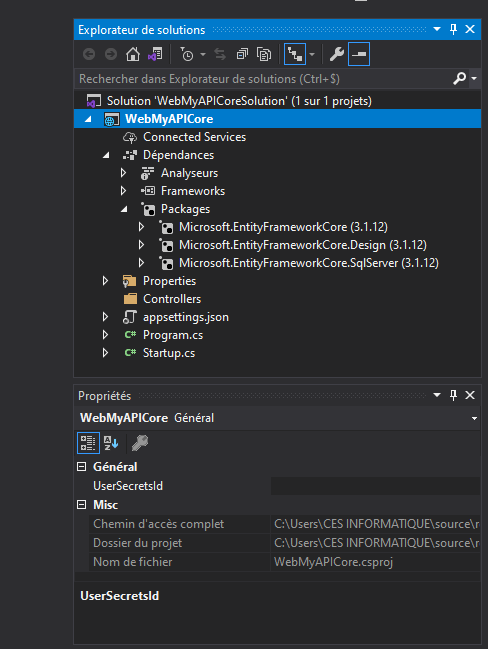 Explorateur de solutions
Rechercher dans Explorateur de solutions (Ctrl+$)
Solution 'WebMyAPICoreSolution' (1 sur 1 projets)
WebMyAPICore
Connected Services
Dépendances
Analyseurs
Frameworks
Packages
Microsoft.EntityFrameworkCore (3.1.12)
Microsoft.EntityFrameworkCore.Design (3.1.12)
Microsoft.EntityFrameworkCore.SqlServer (3.1.12)
Properties
Controllers
appsettings.json
C# Program.cs
C# Startup.cs
Propriétés
WebMyAPICore Général
Général
UserSecretsId
Misc
Chemin d'accès complet C:\Users\CES INFORMATIQUE\source\r
Dossier du projet C:\Users\CES INFORMATIQUE\source\r
Nom de fichier WebMyAPICore.csproj
UserSecretsId